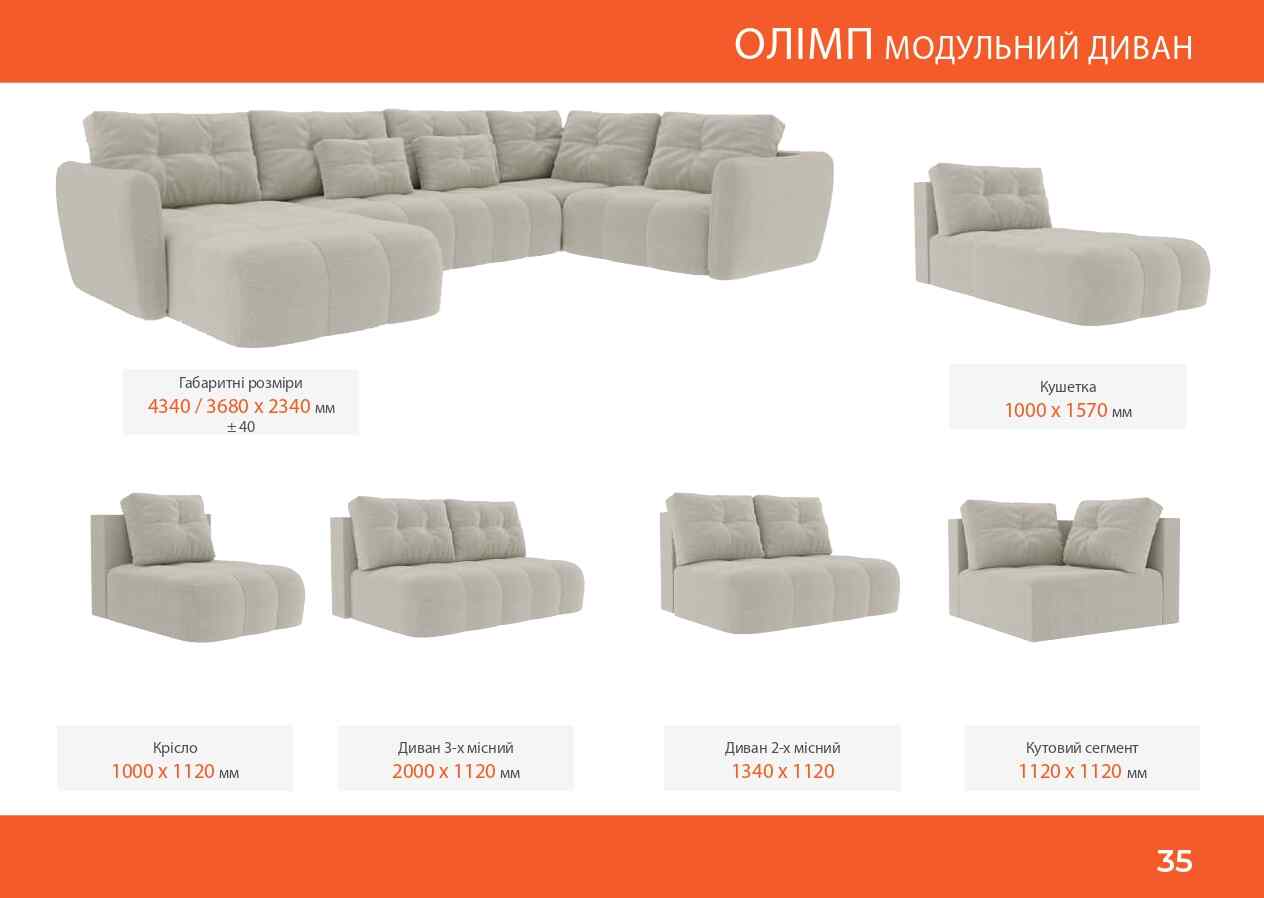 ОЛІМП МОДУЛЬНИЙ ДИВАН
Габаритні розміри
4340 / 3680 х 2340 мм
± 40
Кушетка
1000 х 1570 мм
Крісло
1000 х 1120 мм
Диван 3-х місний
2000 х 1120 мм
Диван 2-х місний
1340 х 1120
Кутовий сегмент
1120 х 1120 мм
35